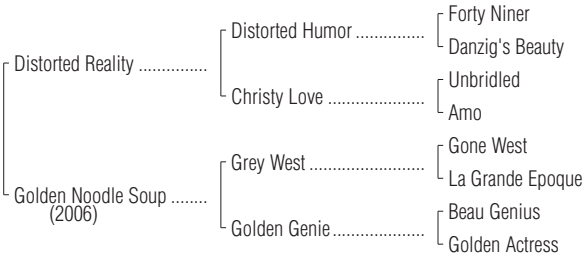 Forty Niner
Distorted Humor ...............
Danzig's Beauty
Distorted Reality ...............
Unbridled
Christy Love .....................
Amo
Gone West
Grey West .........................
La Grande Epoque
Golden Noodle Soup ........
(2006)
Beau Genius
Golden Genie....................
Golden Actress